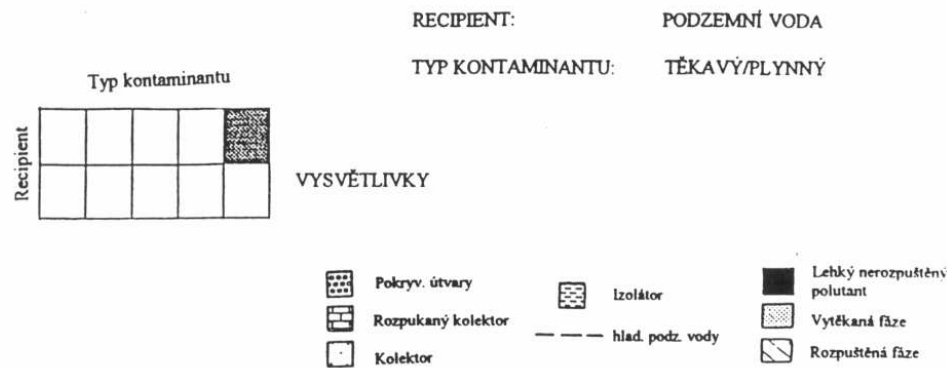 RECIPIENT: PODZEMNÍ VODA
TYP KONTAMINANTU: TĚKAVÝ/PLYNNÝ
Typ kontaminantu
Recipient
VYSVĚTLIVKY
Pokryv. útvary
Rozpukaný kolektor
Kolektor
Izolátor
hlad. podz. vody
Lehký nerozpuštěný
polutant
Vytěkaná fáze
Rozpuštěná fáze